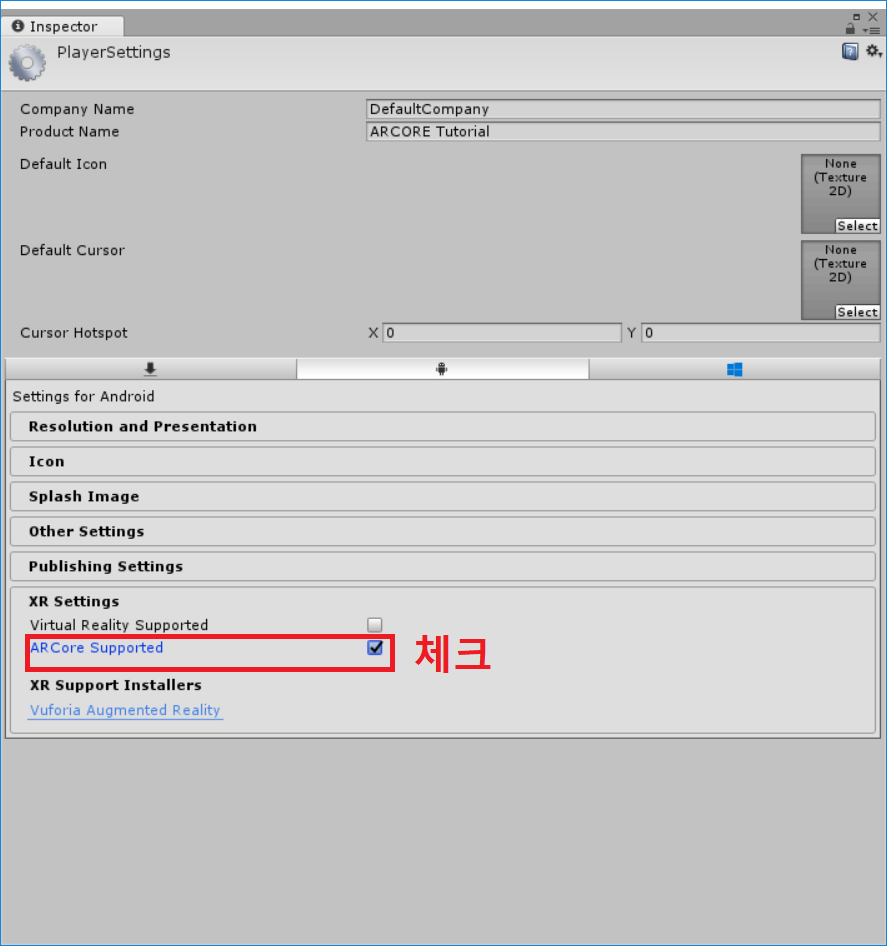 Inspector
PlayerSettings
Company Name DefaultCompany
Product Name ARCORE Tutorial
Default Icon
None
(Texture
2D)
Select
Default Cursor
None
(Texture
2D)
Select
Cursor Hotspot X 0 Y 0
Settings for Android
Resolution and Presentation
Icon
Splash Image
Other Settings
Publishing Settings
XR Settings
Virtual Reality Supported
ARCore Supported 체크
XR Support Installers
Vuforia Augmented Reality